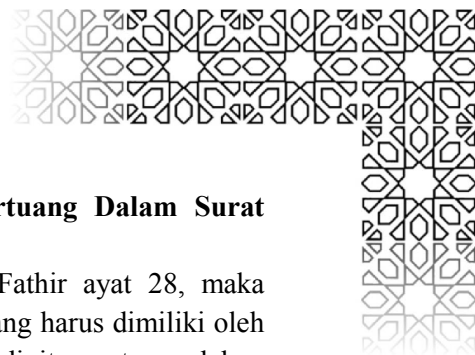 rtuang Dalam Surat
Fathir ayat 28, maka
ang harus dimiliki oleh